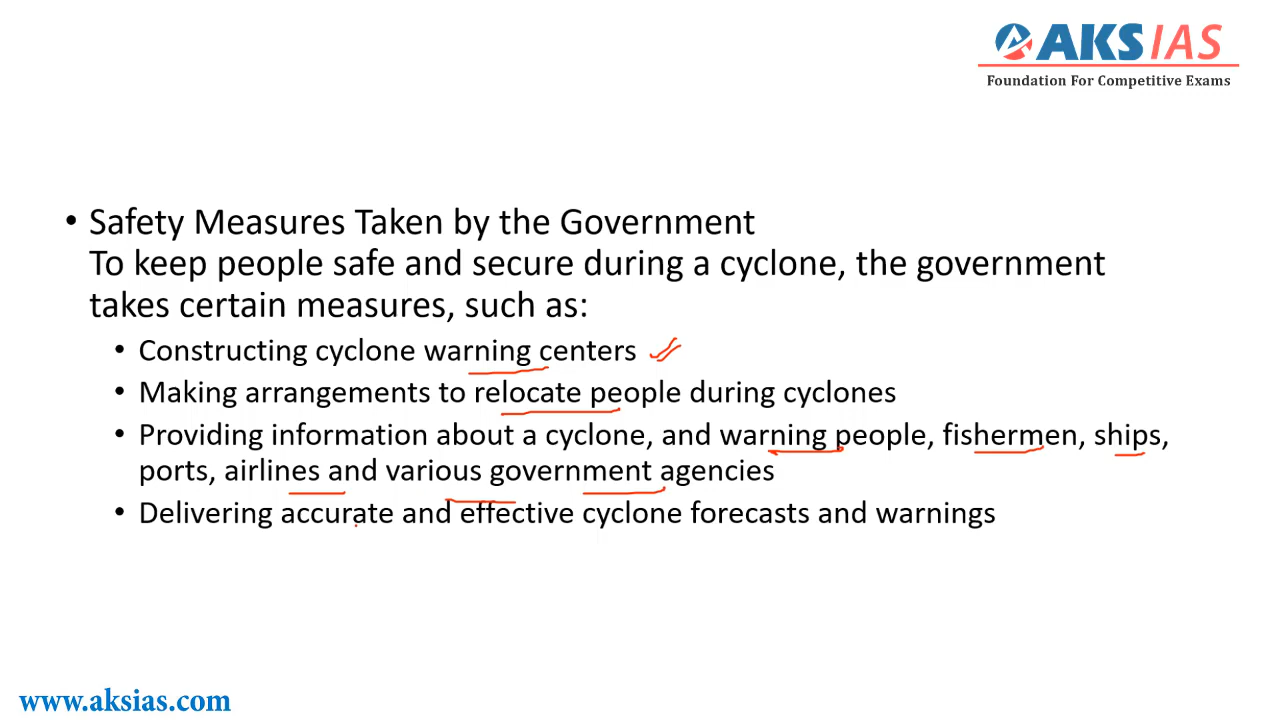 AKS IAS
Foundation For Competitive Exams
• Safety Measures Taken by the Government
To keep people safe and secure during a cyclone, the government
takes certain measures, such as:
• Constructing cyclone warning centers
• Making arrangements to relocate people during cyclones
• Providing information about a cyclone, and warning people, fishermen, ships,
ports, airlines and various government agencies
• Delivering accurate and effective cyclone forecasts and warnings
www.aksias.com